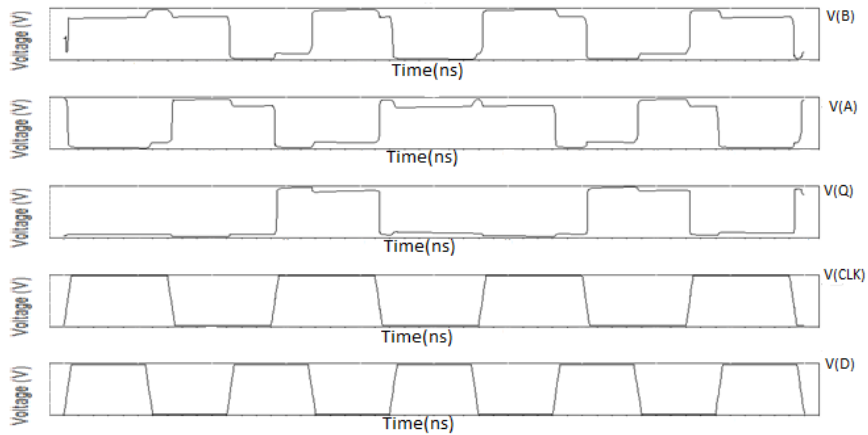 Voltage (V)
V(B)
Time(ns)
Voltage (V)
V(A)
Time(ns)
Voltage (V)
V(Q)
Time(ns)
Voltage (V)
V(CLK)
Time(ns)
Voltage (V)
V(D)
Time(ns)